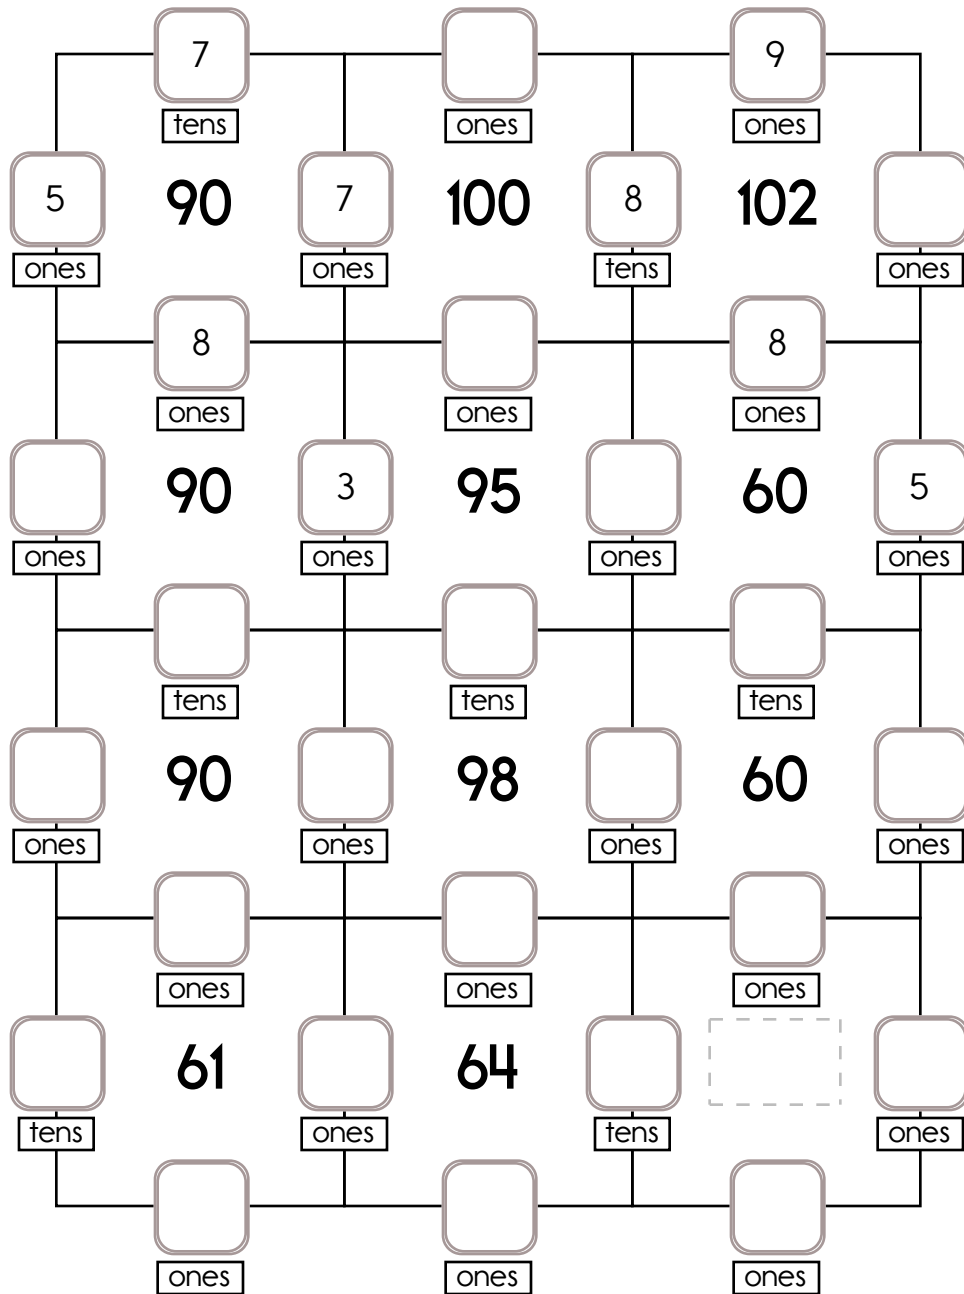 7 9
tens ones ones
5 90 7 100 8 102
ones ones tens ones
8 8
ones ones ones
90 3 95 60 5
ones ones ones ones
tens tens tens
90 98 60
ones ones ones ones
ones ones ones
61 64
tens ones tens ones
ones ones ones